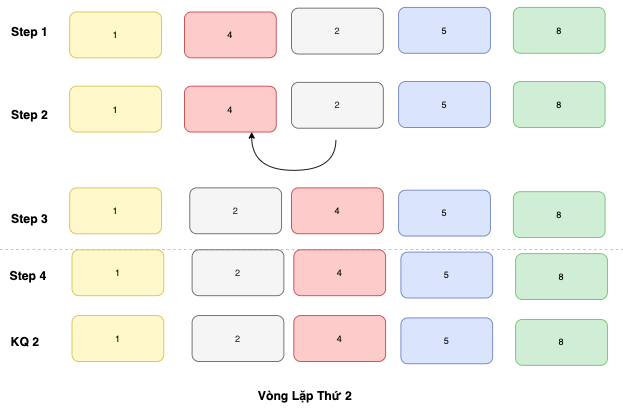 Step 1 1 4 2 5 8
Step 2 1 4 2 5 8
Step 3 1 2 4 5 8
Step 4 1 2 4 5 8
KQ 2 1 2 4 5 8
Vòng Lặp Thứ 2